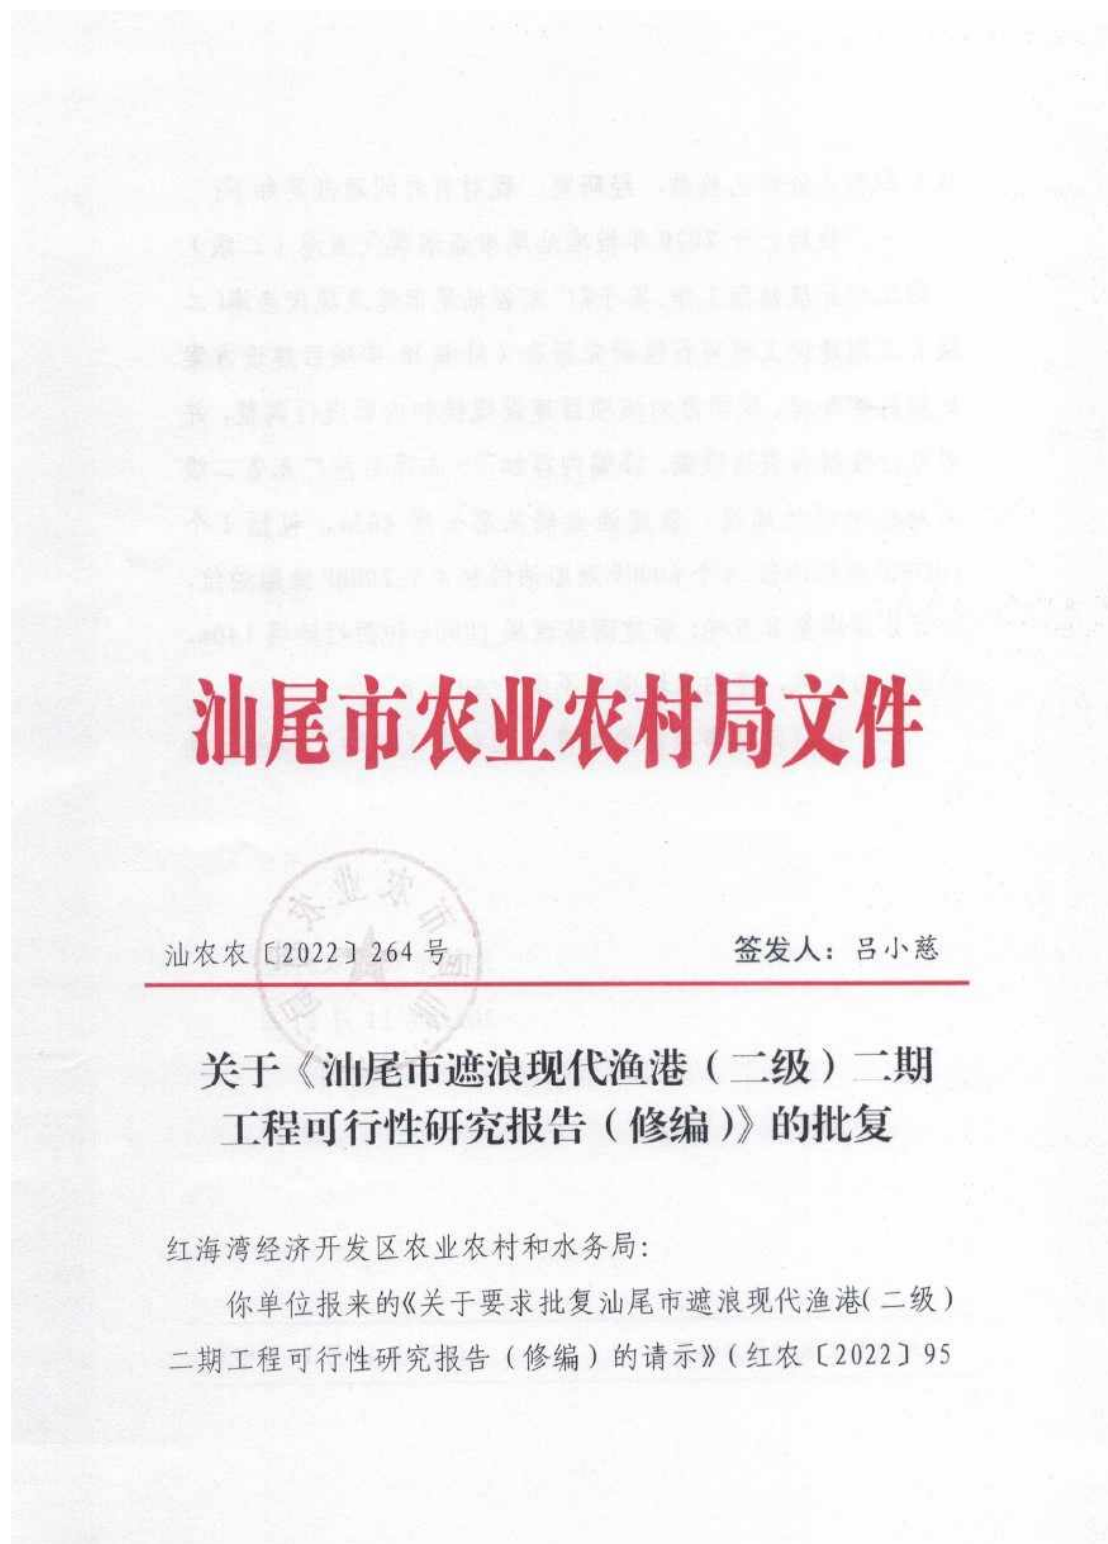 汕尾市农业农村局文件
汕农农〔2022〕264 号
签发人：吕小慈
关于《汕尾市遮浪现代渔港（二级）二期
工程可行性研究报告（修编）》的批复
红海湾经济开发区农业农村和水务局：
你单位报来的《关于要求批复汕尾市遮浪现代渔港（二级）
二期工程可行性研究报告（修编）的请示》（红农〔2022〕95